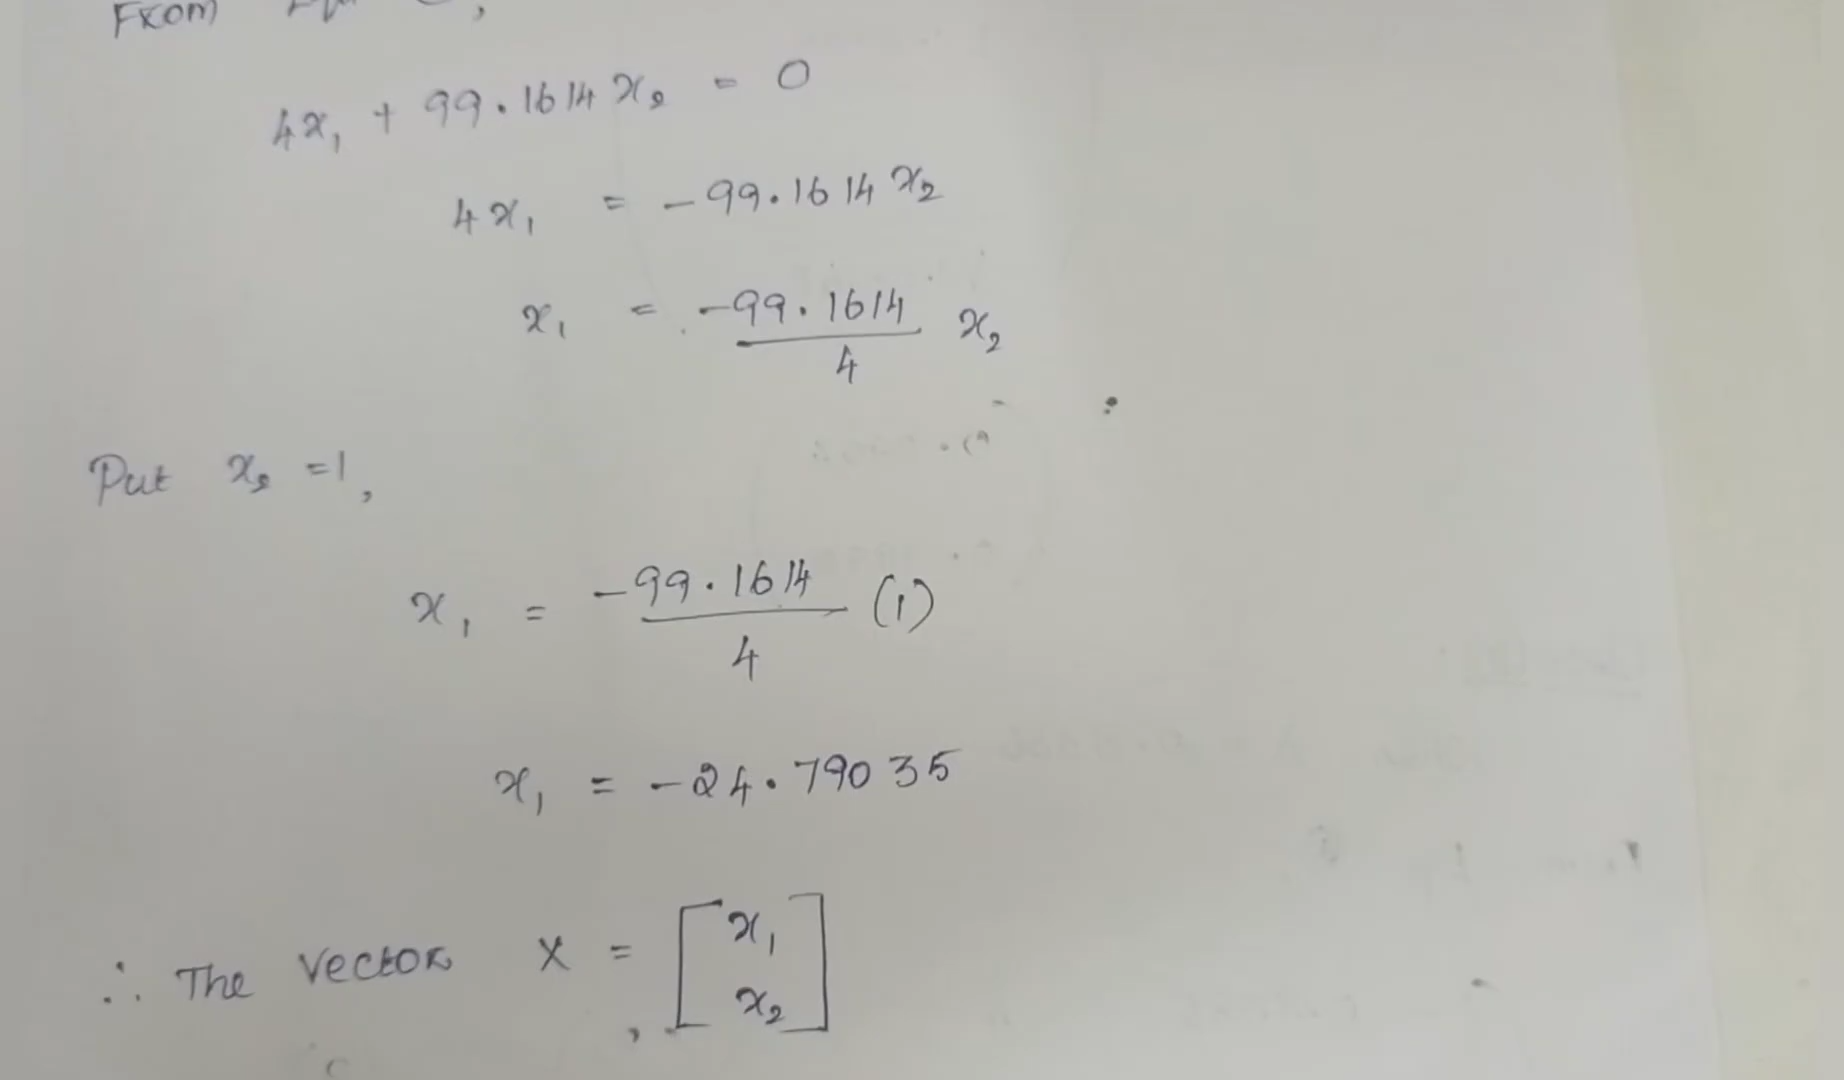 From
4x₁ + 99.1614 x₂ = 0
4x₁ = -99.1614 x₂
x₁ = -99.1614/4 x₂
Put x₂ = 1,
x₁ = -99.1614/4 (1)
x₁ = -24.79035
∴ The vector X = [x₁ x₂]